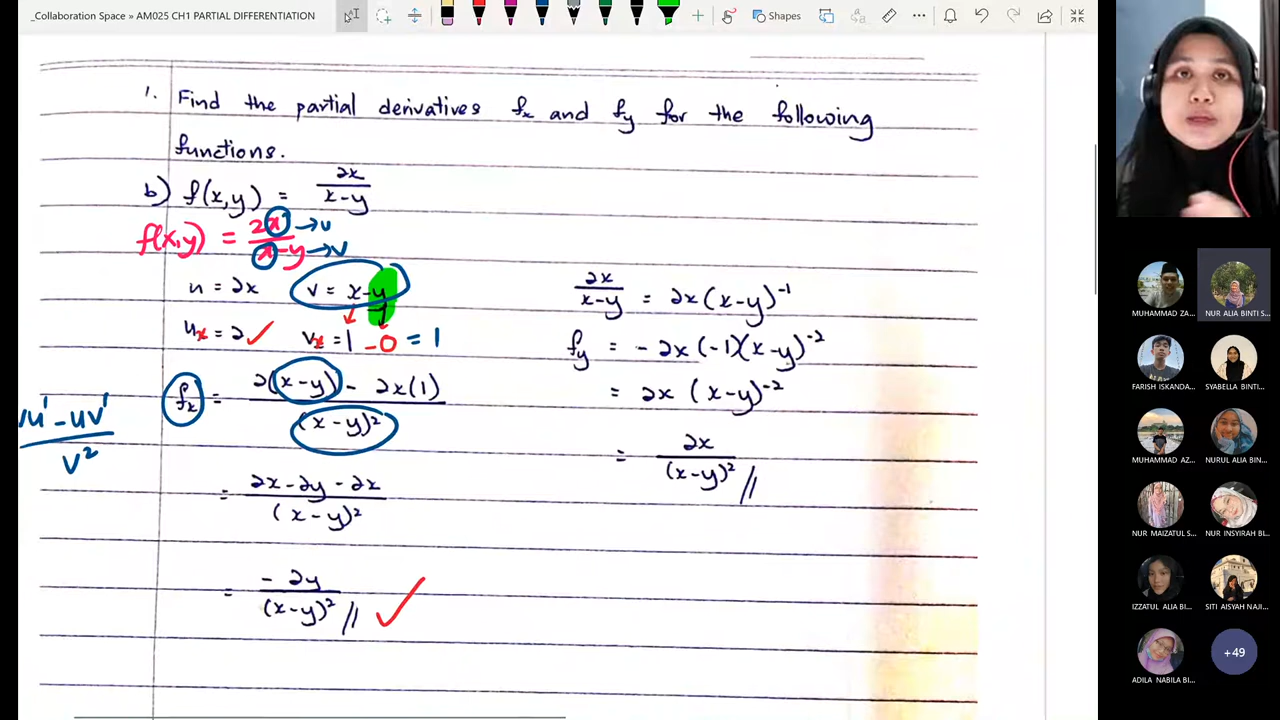 _Collaboration Space » AM025 CH1 PARTIAL DIFFERENTIATION
Shapes
1. Find the partial derivatives fx and fy for the following
functions.
b) f(x,y) = 2x/(x-y)
f(x,y) = 2x/(x-y) →u →v
u = 2x v = x-y
ux = 2 ✓ vx = 1 - 0 = 1
fx = (2(x-y) - 2x(1))/(x-y)²
vu' - uv'/v²
= (2x-2y-2x)/(x-y)²
= -2y/(x-y)² // ✓
2x/(x-y) = 2x(x-y)⁻¹
fy = -2x(-1)(x-y)⁻²
= 2x (x-y)⁻²
= 2x/(x-y)² //
MUHAMMAD ZA...
NUR ALIA BINTI S...
FARISH ISKANDA...
SYABELLA BINTI...
MUHAMMAD AZ...
NURUL ALIA BIN...
NUR MAIZATUL S...
NUR INSYIRAH BI...
IZZATUL ALIA BI...
SITI AISYAH NAJI...
ADILA NABILA BI...
+49